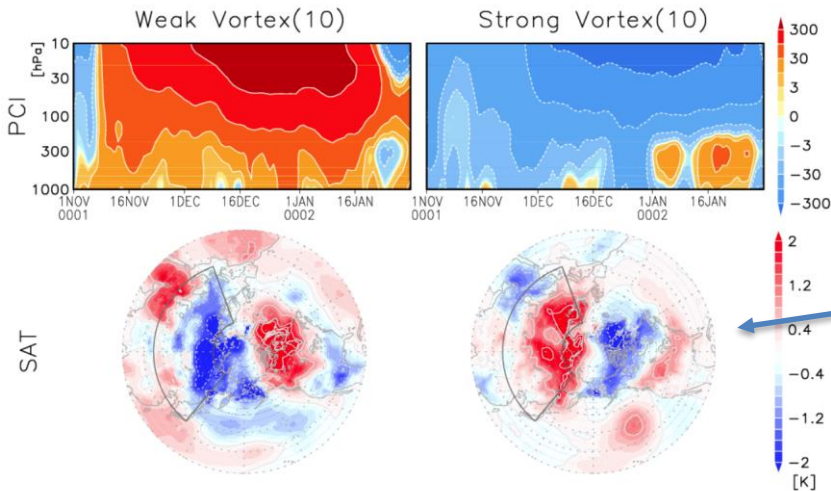 Weak Vortex(10)
Strong Vortex(10)
PCI
[hPa]
10
30
100
300
1000
1NOV 16NOV 1DEC 16DEC 1JAN 16JAN
0001 0002
1NOV 16NOV 1DEC 16DEC 1JAN 16JAN
0001 0002
300
30
3
0
-3
-30
-300
SAT
2
1.2
0.4
-0.4
-1.2
-2
[K]